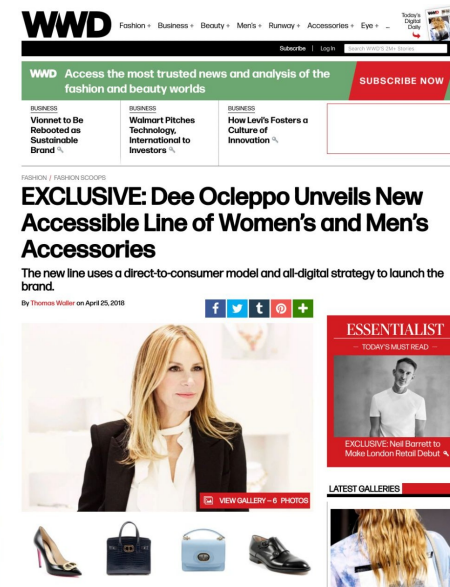 WWD
Fashion + Business + Beauty + Men's + Runway + Accessories + Eye + ...
Today's
Digital
Daily
Subscribe | Log In Search WWD'S 2M+ Stories
WWD Access the most trusted news and analysis of the
fashion and beauty worlds
SUBSCRIBE NOW
BUSINESS
Vionnet to Be
Rebooted as
Sustainable
Brand
BUSINESS
Walmart Pitches
Technology,
International to
Investors
BUSINESS
How Levi's Fosters a
Culture of
Innovation
FASHION / FASHION SCOOPS
EXCLUSIVE: Dee Ocleppo Unveils New
Accessible Line of Women's and Men's
Accessories
The new line uses a direct-to-consumer model and all-digital strategy to launch the
brand.
By Thomas Waller on April 25, 2018
f t +
VIEW GALLERY – 6 PHOTOS
ESSENTIALIST
— TODAY'S MUST READ —
EXCLUSIVE: Neil Barrett to
Make London Retail Debut
LATEST GALLERIES